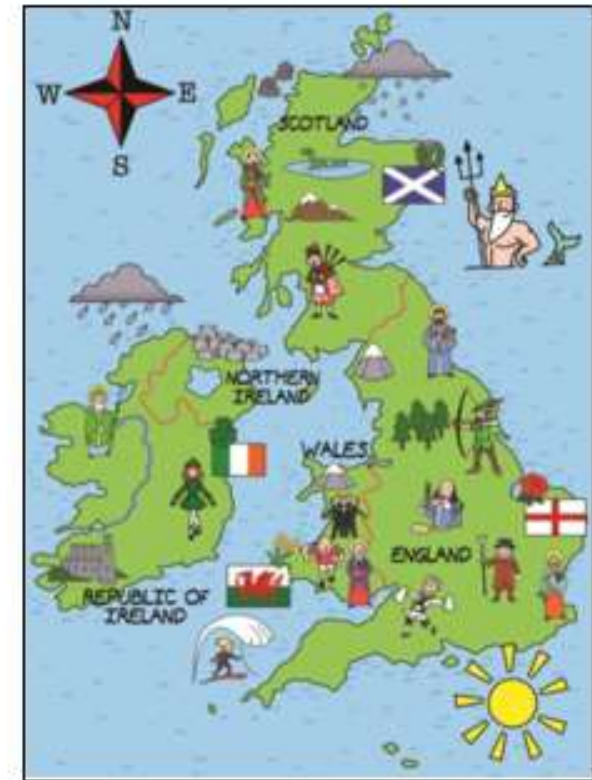 N
W E
S
SCOTLAND
NORTHERN
IRELAND
WALES
ENGLAND
REPUBLIC OF
IRELAND